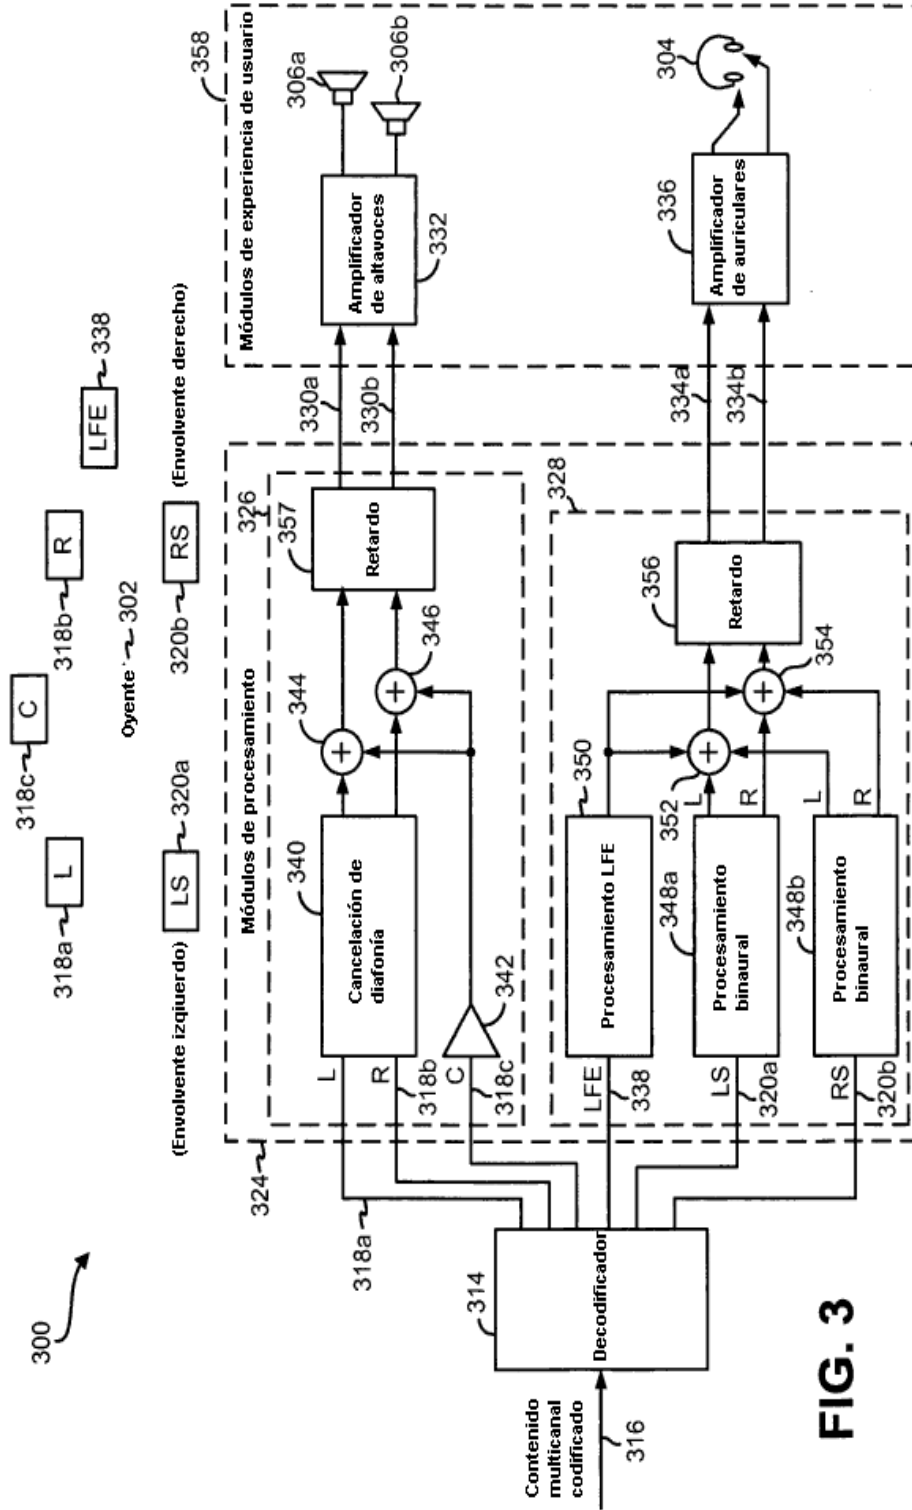 300
L
318a
C
318c
R
318b
LFE
338
Oyente
302
(Envolvente izquierdo)
LS
320a
320b
RS
(Envolvente derecho)
324
Módulos de procesamiento
326
358
Módulos de experiencia de usuario
Contenido
multicanal
codificado
316
314
Decodificador
318a
L
R
318b
C
318c
342
340
Cancelación de
diafonía
344
+
346
+
357
Retardo
330a
330b
Amplificador
de altavoces
332
306a
306b
328
LFE
338
Procesamiento LFE
350
LS
320a
348a
Procesamiento
binaural
RS
320b
348b
Procesamiento
binaural
L
R
L
R
352
+
354
+
356
Retardo
334a
334b
336
Amplificador
de auriculares
304
FIG. 3